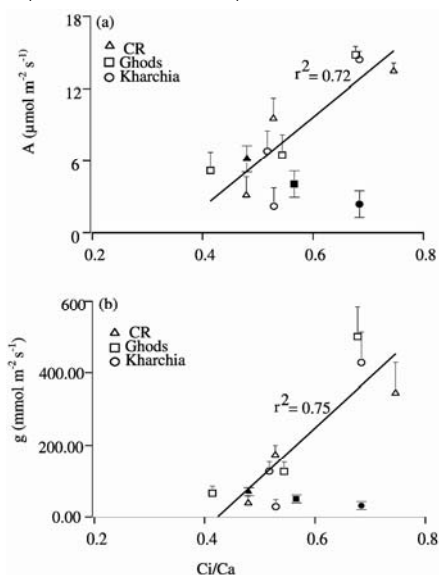 (a)
18
12
6
0
A (µmol m⁻² s⁻¹)
CR
Ghods
Kharchia
r² = 0.72
0.2 0.4 0.6 0.8
(b)
600
400.00
200.00
0.00
g (mmol m⁻² s⁻¹)
CR
Ghods
Kharchia
r² = 0.75
0.2 0.4 0.6 0.8
Ci/Ca